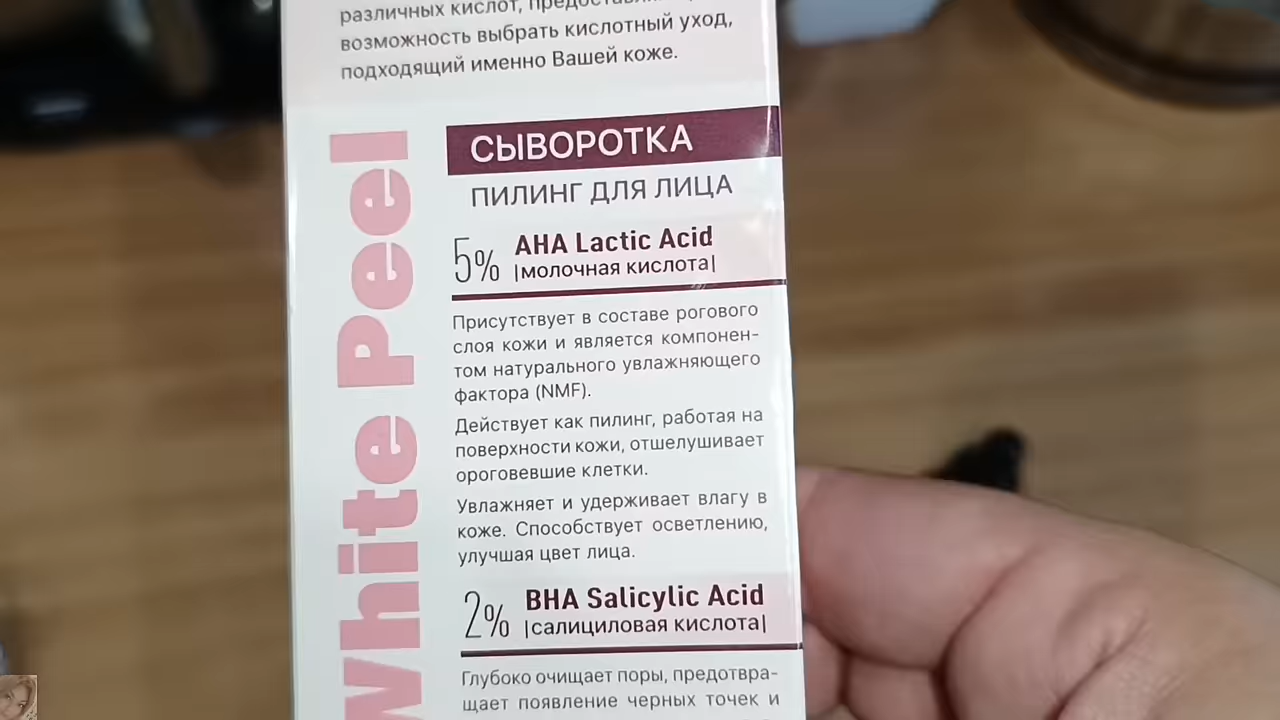 различных кислот,
возможность выбрать кислотный уход,
подходящий именно Вашей коже.
white Peel
СЫВОРОТКА
ПИЛИНГ ДЛЯ ЛИЦА
5% AHA Lactic Acid
|молочная кислота|
Присутствует в составе рогового
слоя кожи и является компонен-
том натурального увлажняющего
фактора (NMF).
Действует как пилинг, работая на
поверхности кожи, отшелушивает
ороговевшие клетки.
Увлажняет и удерживает влагу в
коже. Способствует осветлению,
улучшая цвет лица.
2% BHA Salicylic Acid
|салициловая кислота|
Глубоко очищает поры, предотвра-
щает появление черных точек и